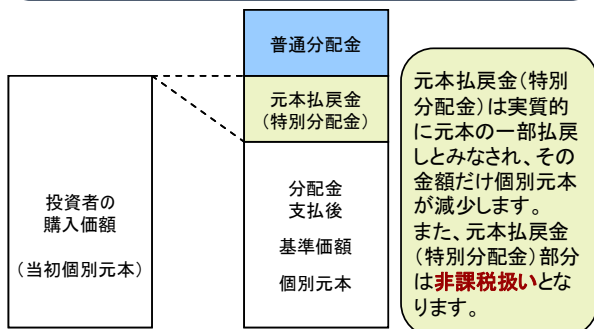 普通分配金
元本払戻金
（特別分配金）
投資者の
購入価額
（当初個別元本）
分配金
支払後
基準価額
個別元本
元本払戻金（特別
分配金）は実質的
に元本の一部払戻
しとみなされ、その
金額だけ個別元本
が減少します。
また、元本払戻金
（特別分配金）部分
は非課税扱いとな
ります。